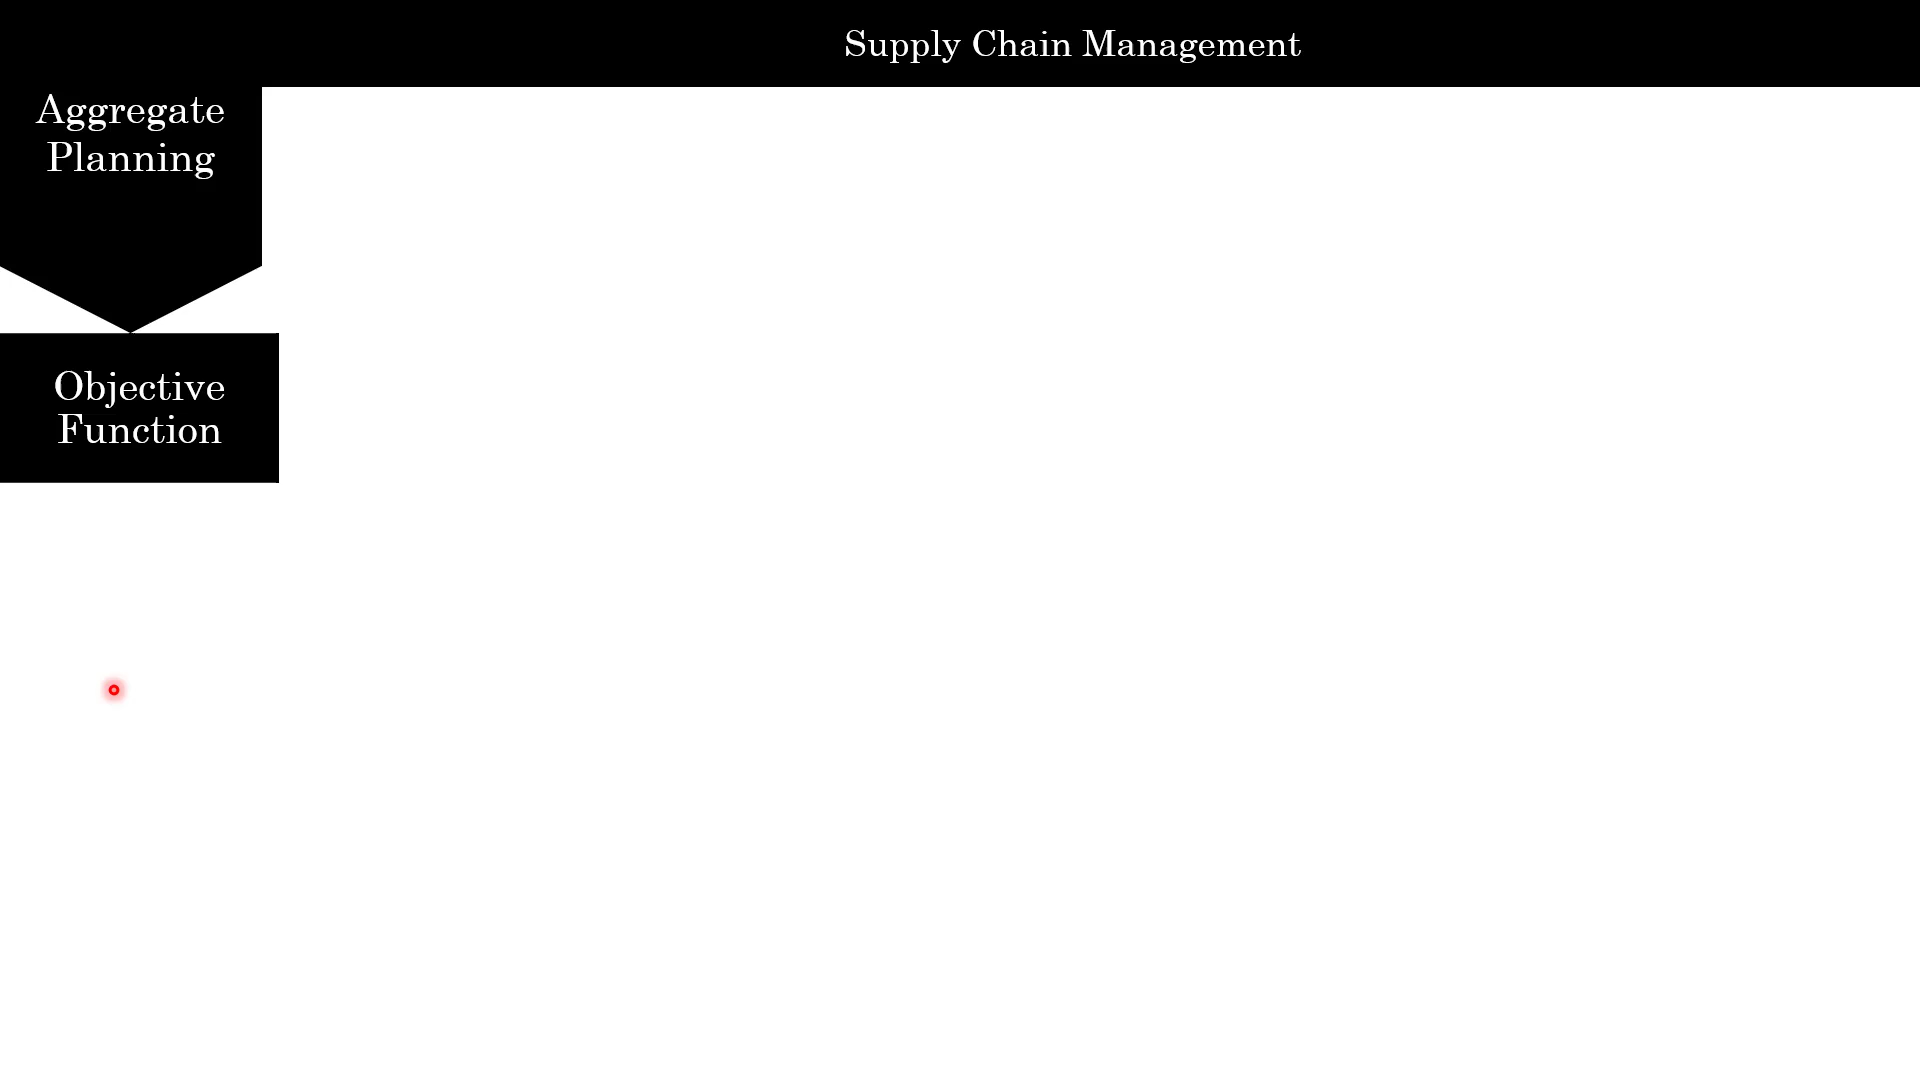 Supply Chain Management
Aggregate
Planning
Objective
Function